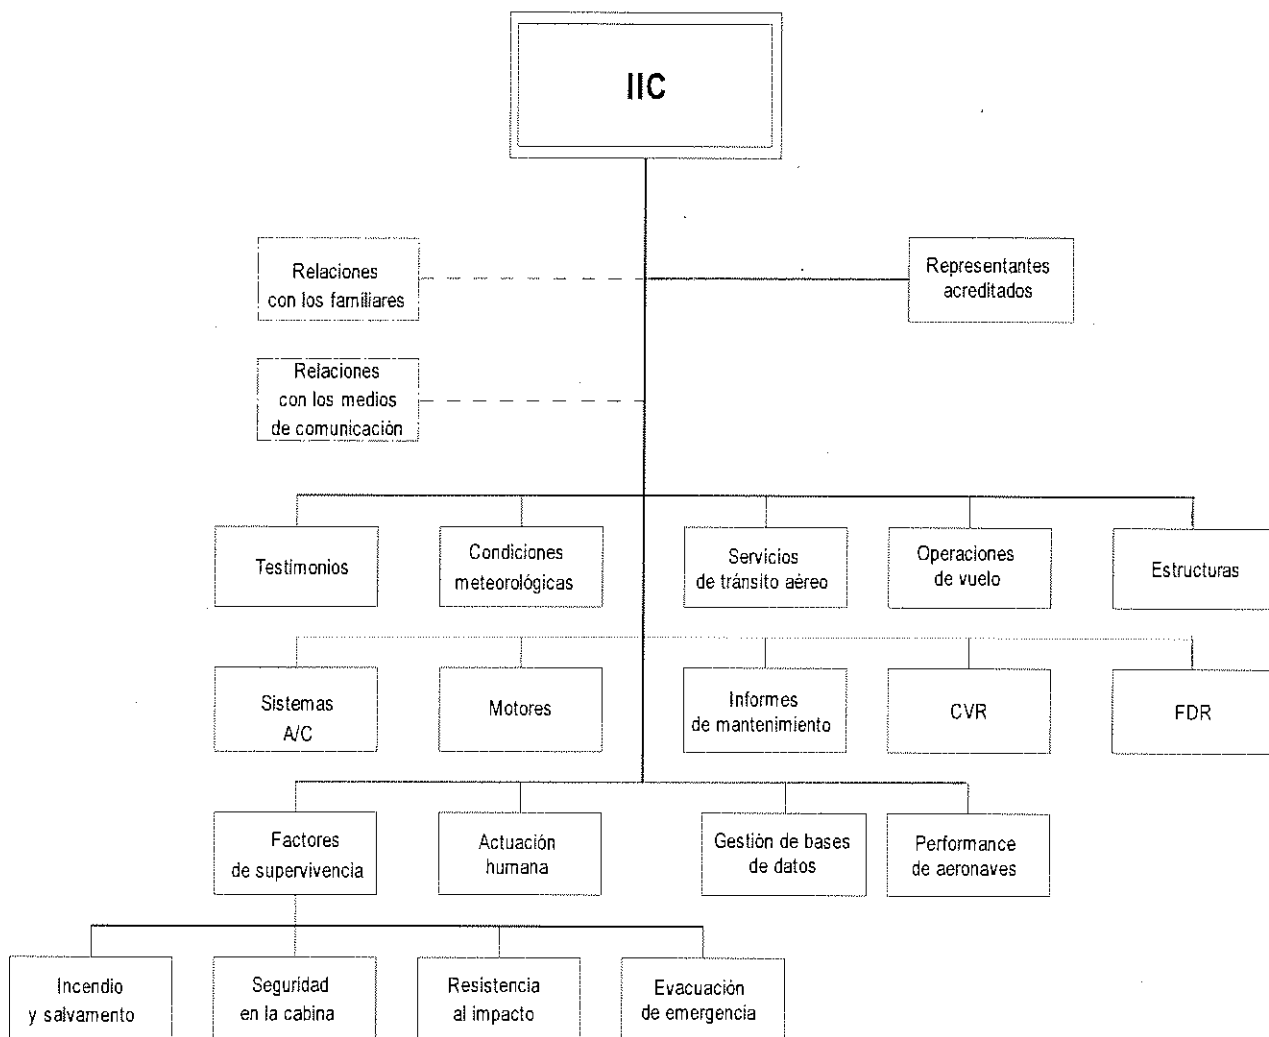 IIC
Relaciones
con los familiares
Representantes
acreditados
Relaciones
con los medios
de comunicación
Testimonios
Condiciones
meteorológicas
Servicios
de tránsito aéreo
Operaciones
de vuelo
Estructuras
Sistemas
A/C
Motores
Informes
de mantenimiento
CVR
FDR
Factores
de supervivencia
Actuación
humana
Gestión de bases
de datos
Performance
de aeronaves
Incendio
y salvamento
Seguridad
en la cabina
Resistencia
al impacto
Evacuación
de emergencia